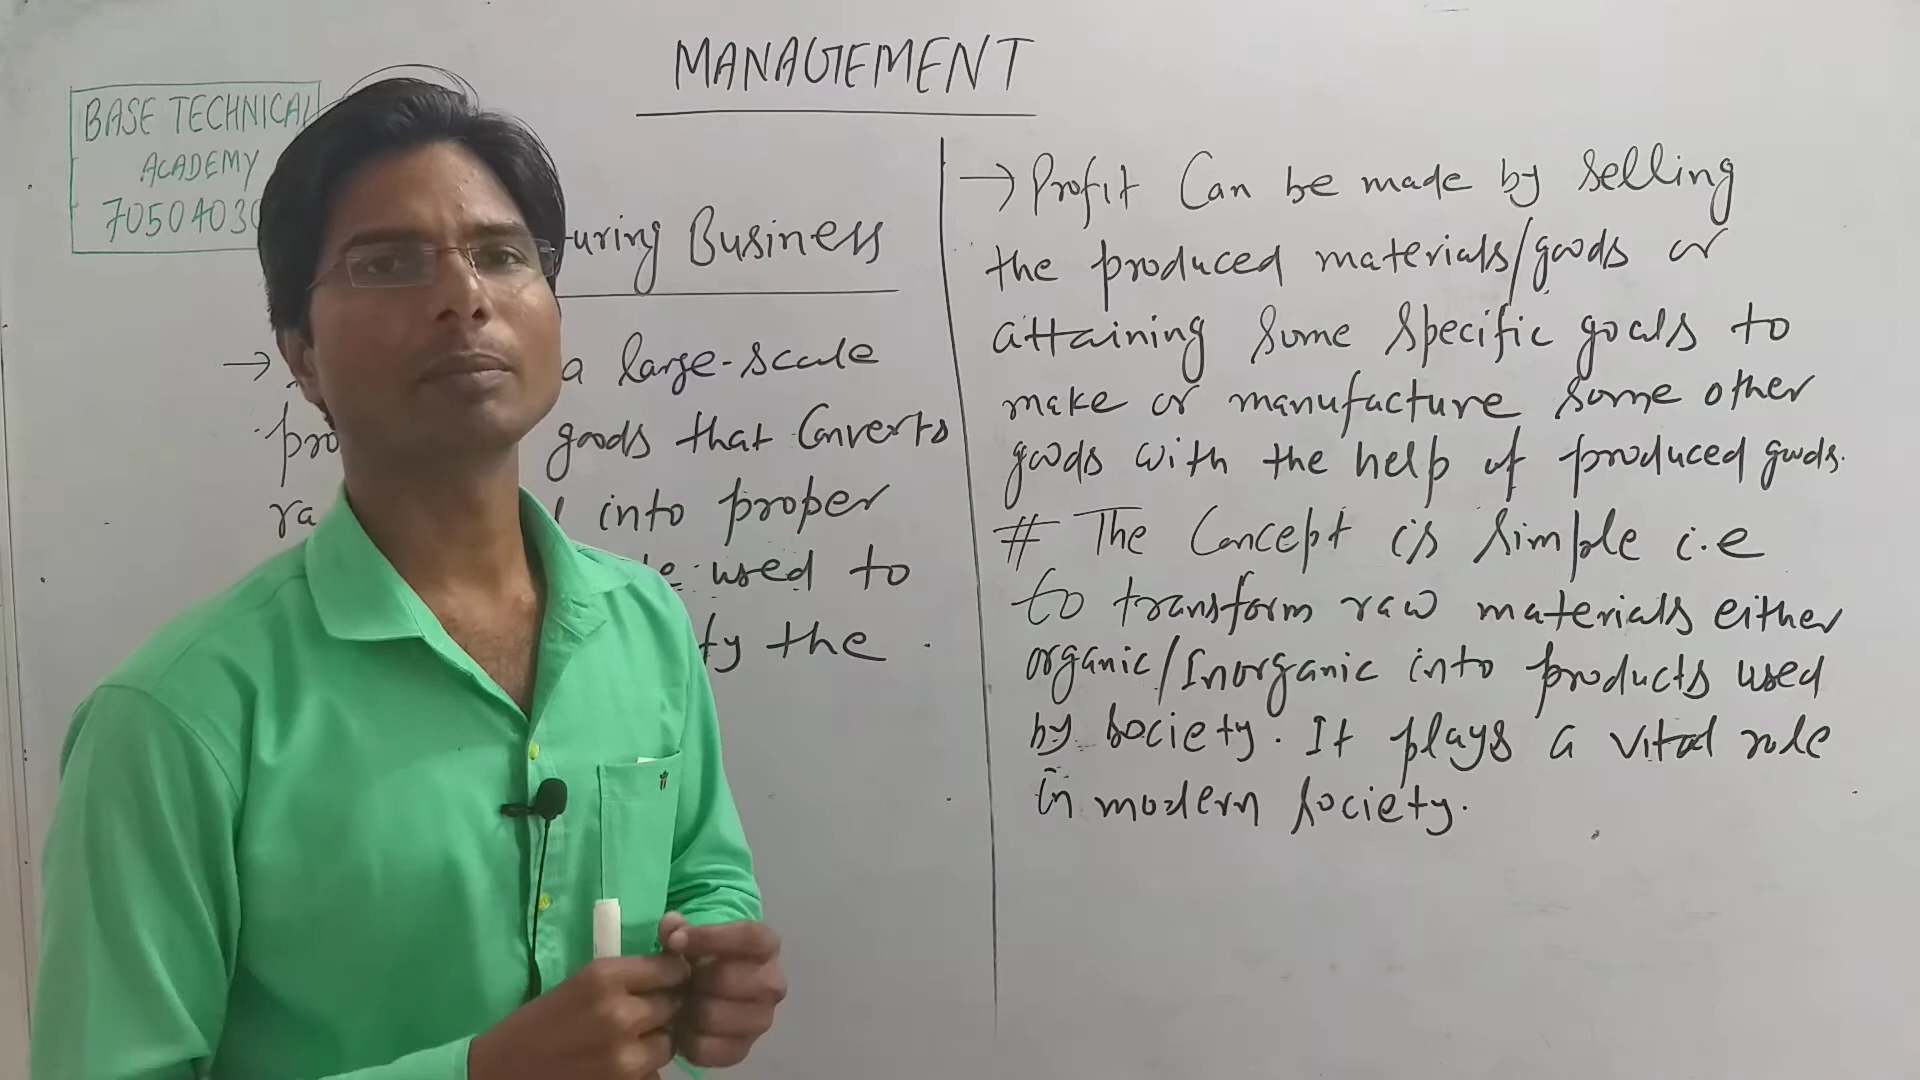 MANAGEMENT
BASE TECHNICAL
ACADEMY
Business
→ a large-scale
goods that Converts
into proper
used to
the
→ Profit Can be made by selling
the produced materials/goods or
attaining some specific goals to
make or manufacture some other
goods with the help of produced goods.
# The Concept is simple i.e
to transform raw materials either
organic/Inorganic into products used
by society. It plays a vital role
in modern society.